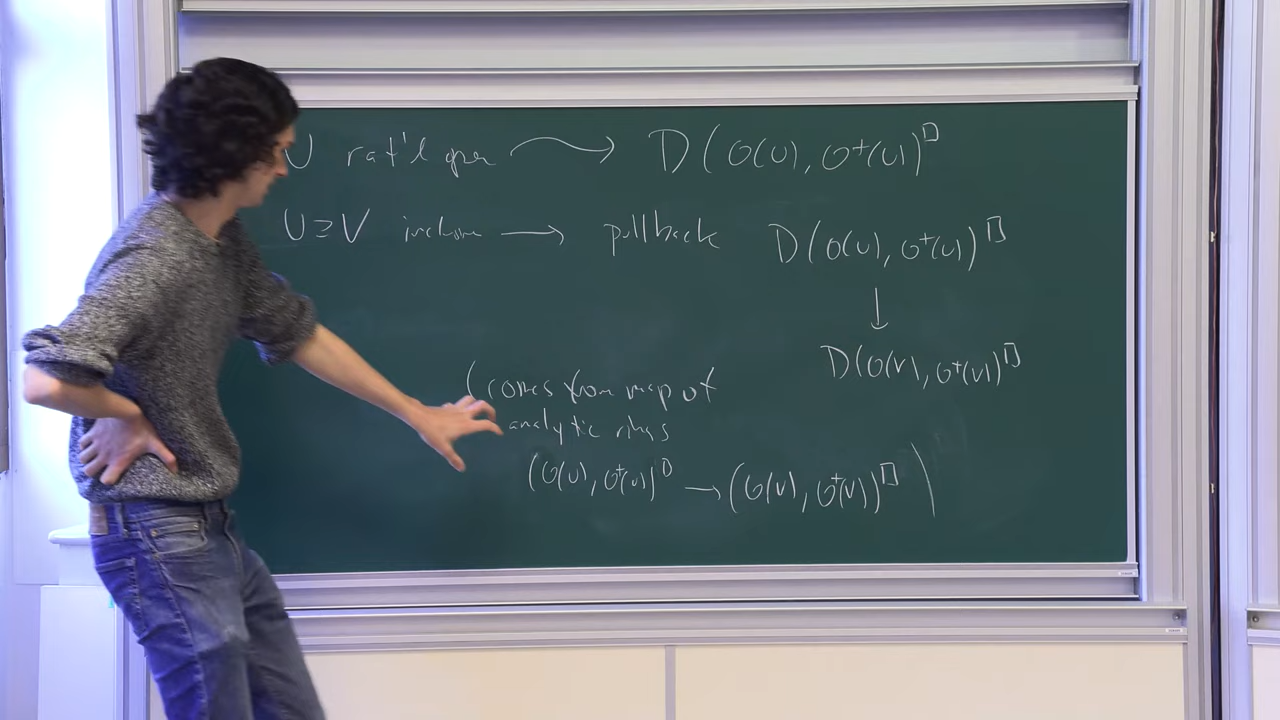 U rat'l open ⟶ D(O(U), O⁺(U))^□
U ⊇ V inclusion ⟶ pullback D(O(U), O⁺(U))^□
↓
D(O(V), O⁺(V))^□
(comes from map of
analytic rings
(O(U), O⁺(U))^□ → (O(V), O⁺(V))^□ )